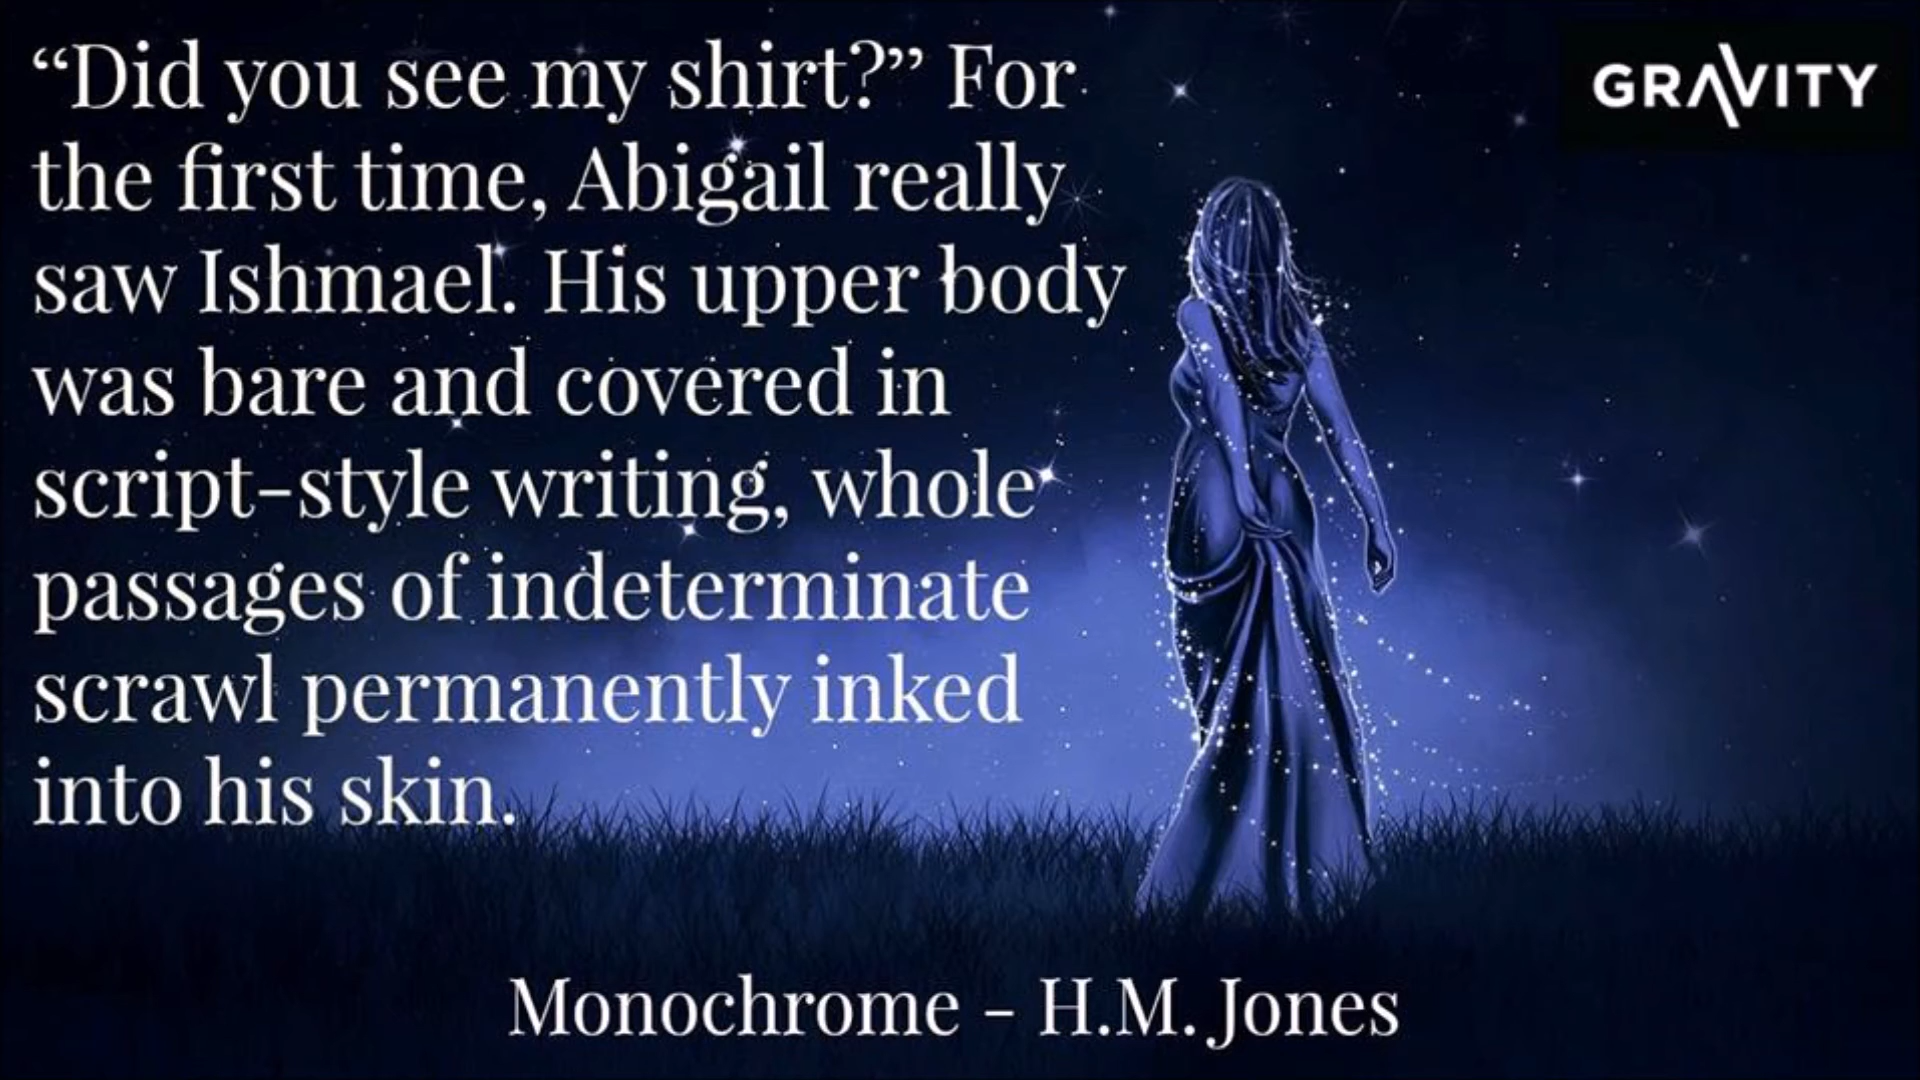 “Did you see my shirt?” For
the first time, Abigail really
saw Ishmael. His upper body
was bare and covered in
script-style writing, whole
passages of indeterminate
scrawl permanently inked
into his skin.
GRAVITY
Monochrome - H.M. Jones